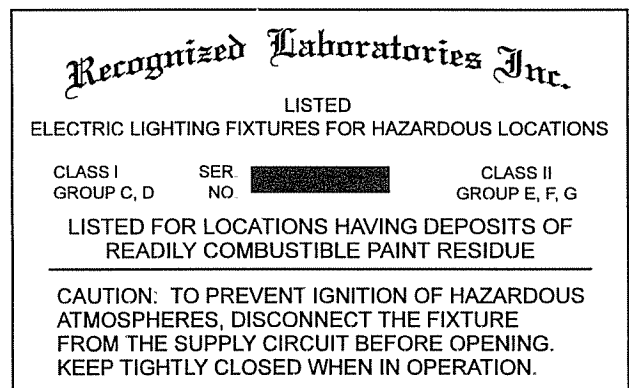 Recognized Laboratories Inc.
LISTED
ELECTRIC LIGHTING FIXTURES FOR HAZARDOUS LOCATIONS
CLASS I SER. CLASS II
GROUP C, D NO. GROUP E, F, G
LISTED FOR LOCATIONS HAVING DEPOSITS OF
READILY COMBUSTIBLE PAINT RESIDUE
CAUTION: TO PREVENT IGNITION OF HAZARDOUS
ATMOSPHERES, DISCONNECT THE FIXTURE
FROM THE SUPPLY CIRCUIT BEFORE OPENING.
KEEP TIGHTLY CLOSED WHEN IN OPERATION.